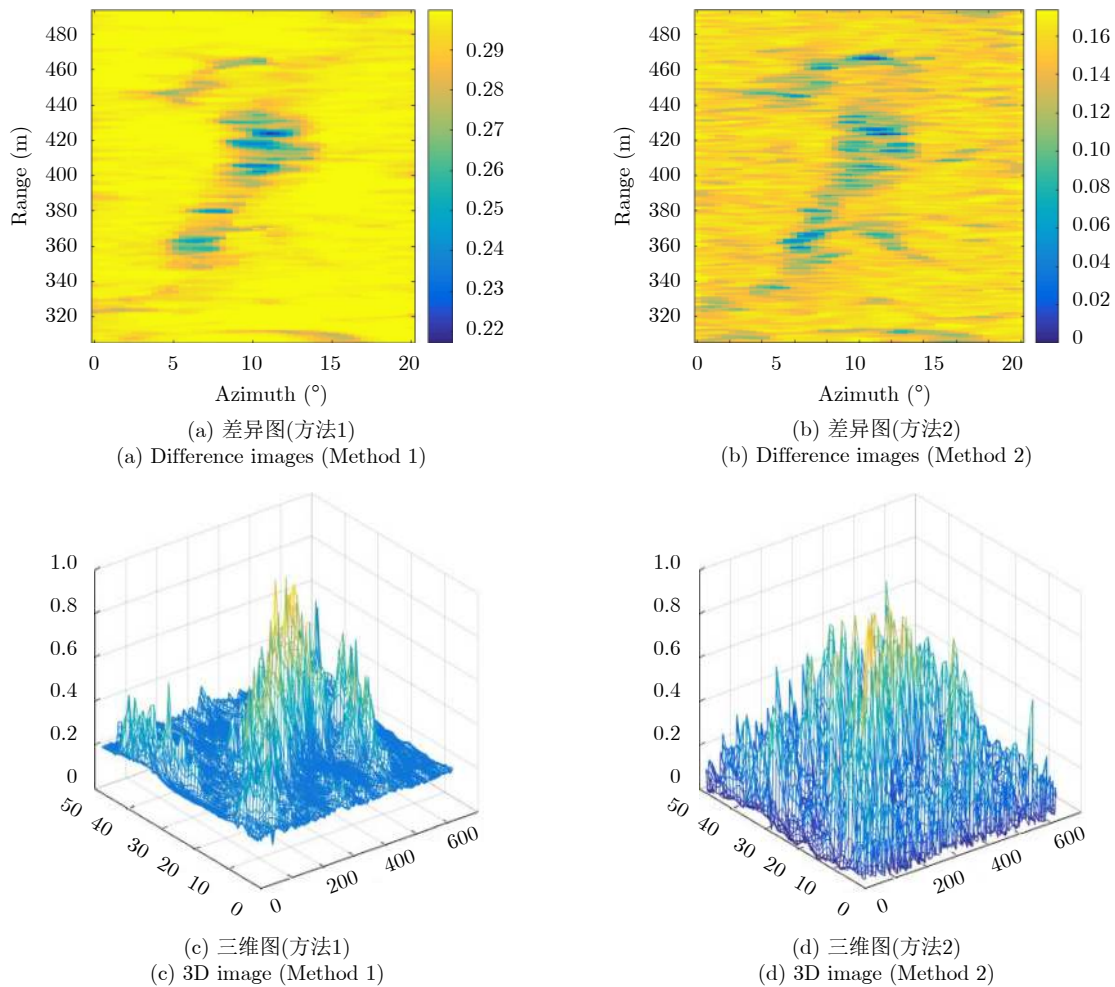 480
460
440
420
400
380
360
340
320
Range (m)
0 5 10 15 20
Azimuth (°)
0.29
0.28
0.27
0.26
0.25
0.24
0.23
0.22
(a) 差异图(方法1)
(a) Difference images (Method 1)
480
460
440
420
400
380
360
340
320
Range (m)
0 5 10 15 20
Azimuth (°)
0.16
0.14
0.12
0.10
0.08
0.06
0.04
0.02
0
(b) 差异图(方法2)
(b) Difference images (Method 2)
1.0
0.8
0.6
0.4
0.2
0
50 40 30 20 10 0
0 200 400 600
(c) 三维图(方法1)
(c) 3D image (Method 1)
1.0
0.8
0.6
0.4
0.2
0
50 40 30 20 10 0
0 200 400 600
(d) 三维图(方法2)
(d) 3D image (Method 2)